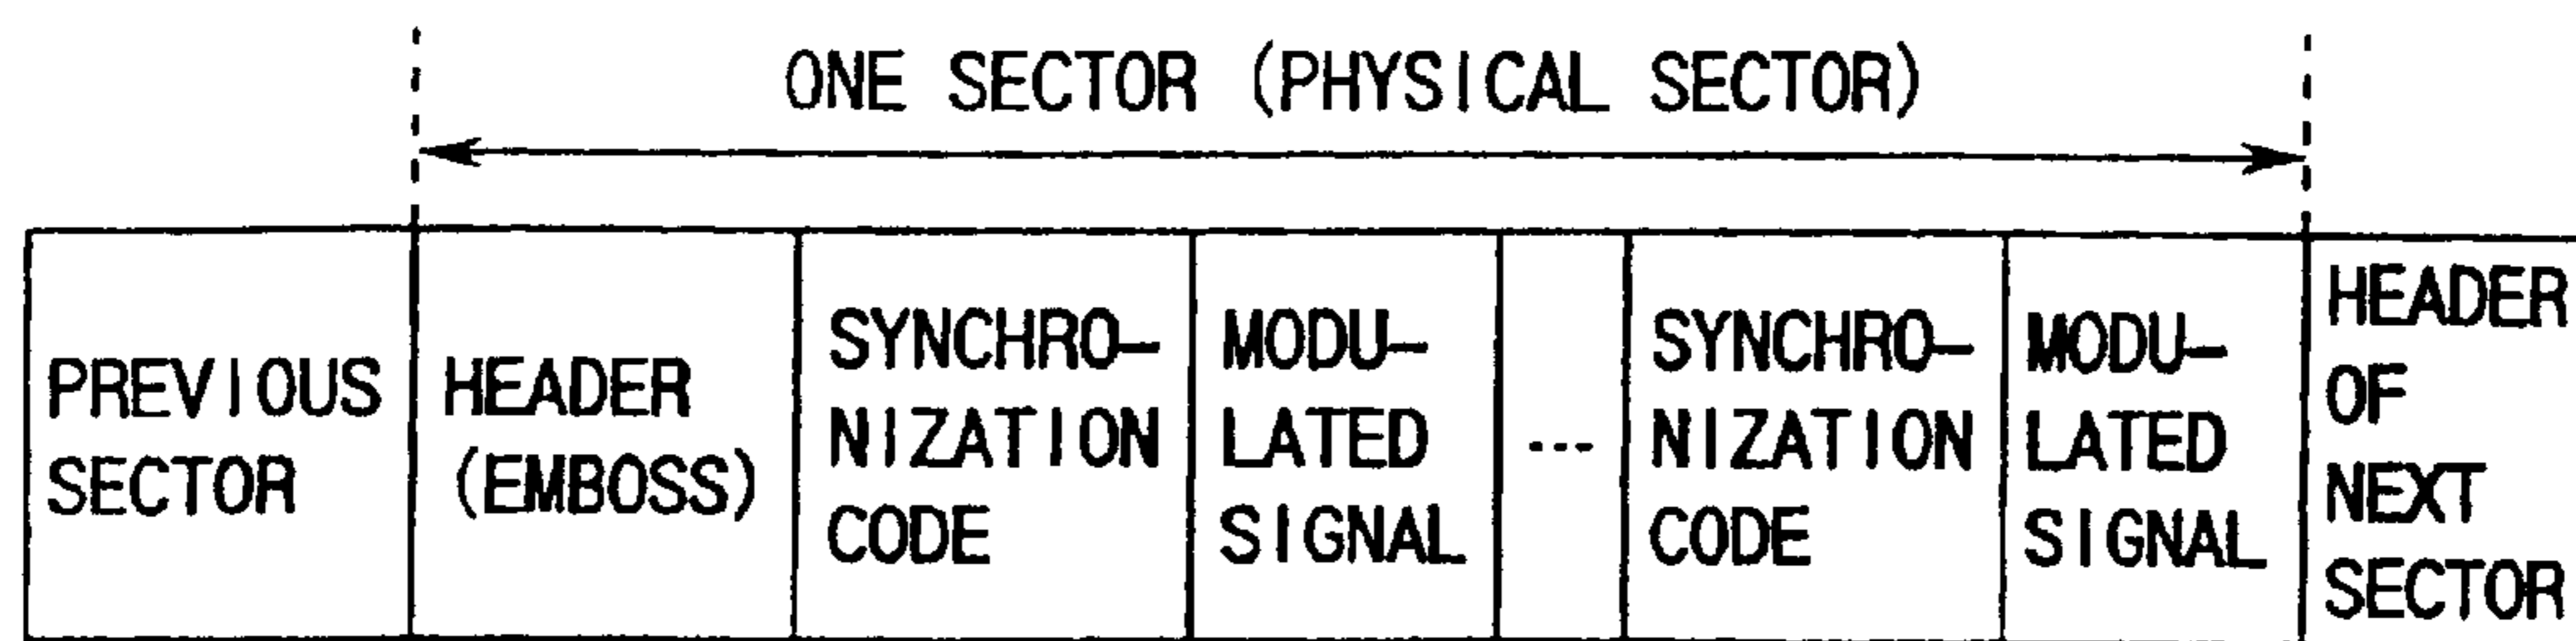 ONE SECTOR (PHYSICAL SECTOR)
PREVIOUS
SECTOR
HEADER
(EMBOSS)
SYNCHRO–
NIZATION
CODE
MODU–
LATED
SIGNAL
---
SYNCHRO–
NIZATION
CODE
MODU–
LATED
SIGNAL
HEADER
OF
NEXT
SECTOR